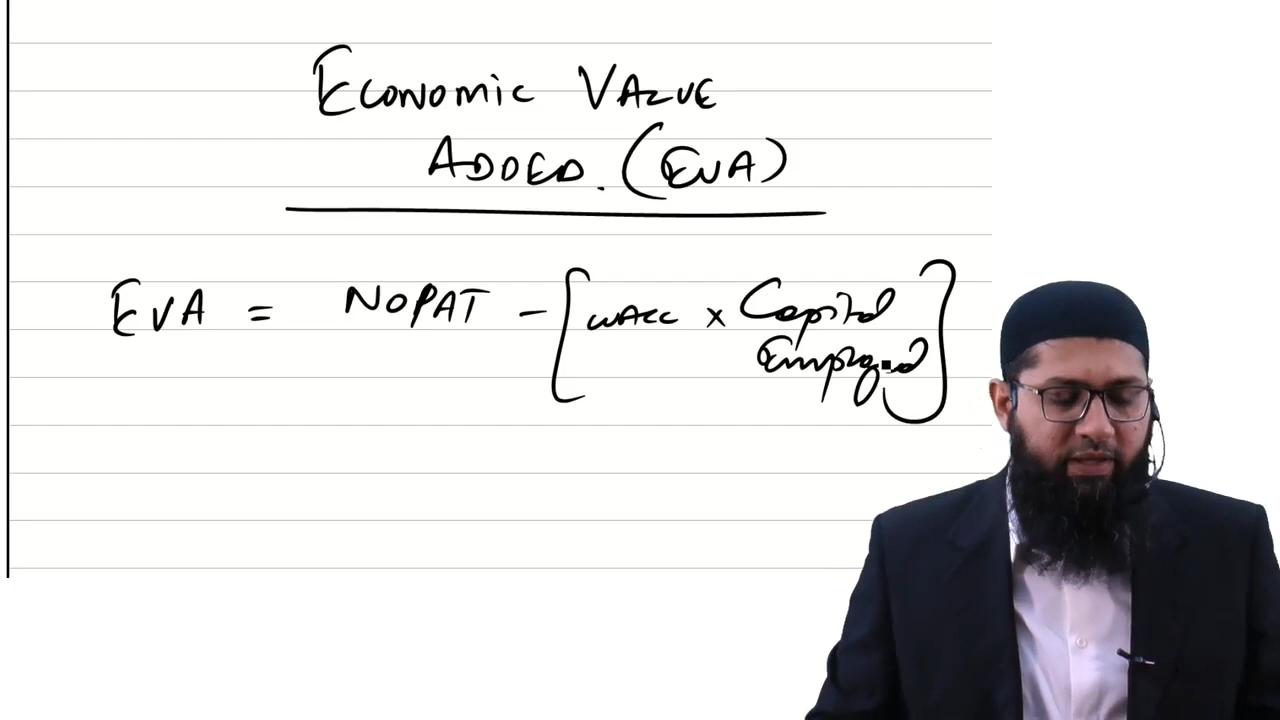 ECONOMIC VALUE
ADDED. (EVA)
EVA = NOPAT - [WACC × Capital
Employed]